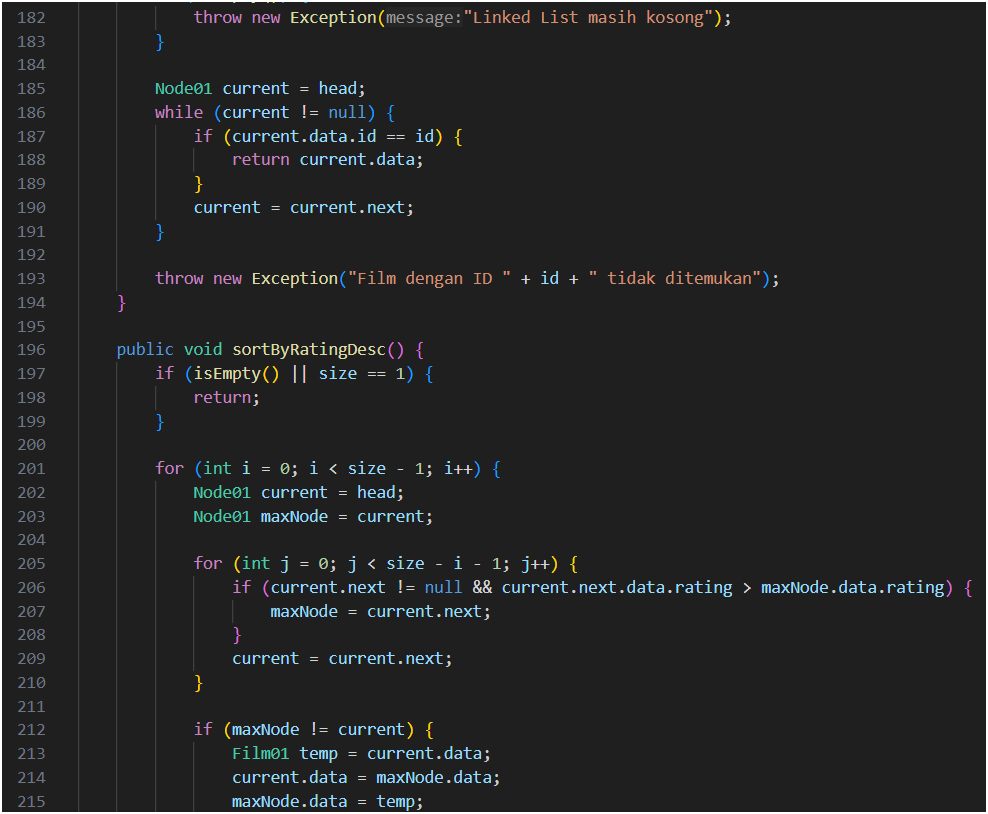 182 throw new Exception(message:"Linked List masih kosong");
183 }
184
185 Node01 current = head;
186 while (current != null) {
187 if (current.data.id == id) {
188 return current.data;
189 }
190 current = current.next;
191 }
192
193 throw new Exception("Film dengan ID " + id + " tidak ditemukan");
194 }
195
196 public void sortByRatingDesc() {
197 if (isEmpty() || size == 1) {
198 return;
199 }
200
201 for (int i = 0; i < size - 1; i++) {
202 Node01 current = head;
203 Node01 maxNode = current;
204
205 for (int j = 0; j < size - i - 1; j++) {
206 if (current.next != null && current.next.data.rating > maxNode.data.rating) {
207 maxNode = current.next;
208 }
209 current = current.next;
210 }
211
212 if (maxNode != current) {
213 Film01 temp = current.data;
214 current.data = maxNode.data;
215 maxNode.data = temp;